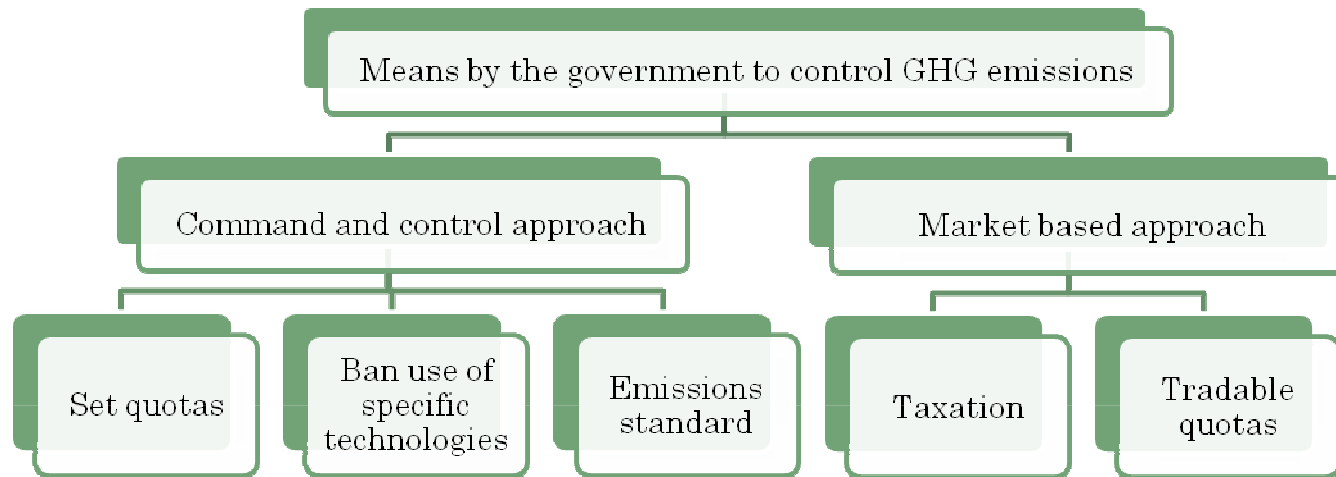 Means by the government to control GHG emissions
Command and control approach
Market based approach
Set quotas
Ban use of
specific
technologies
Emissions
standard
Taxation
Tradable
quotas